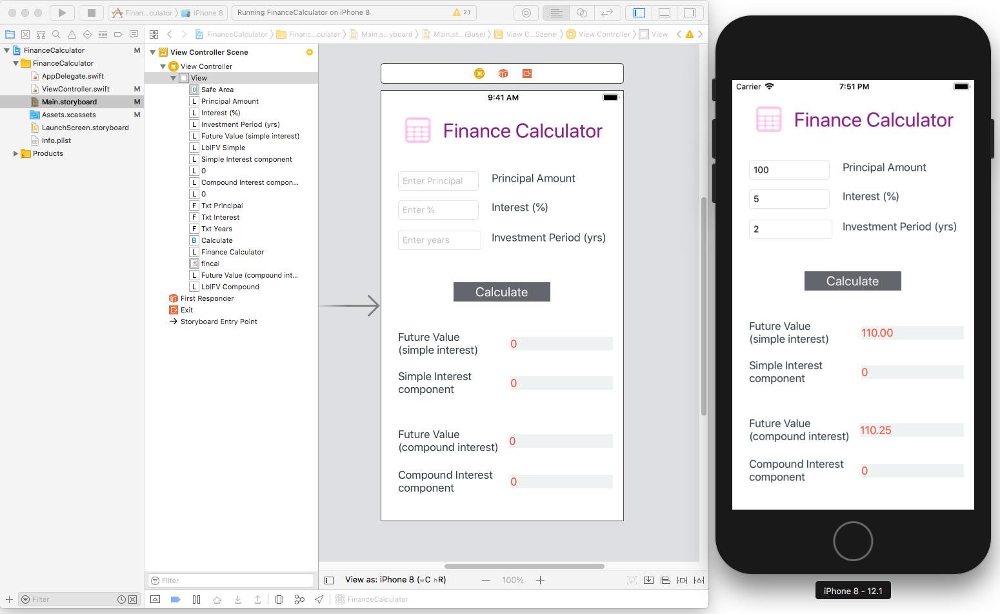 Finan...culator
iPhone 8
Running FinanceCalculator on iPhone 8
21
FinanceCalculator
Financ...culator
Main.s...yboard
Main.st...(Base)
View C...Scene
View Controller
View
FinanceCalculator M
FinanceCalculator
AppDelegate.swift
ViewController.swift M
Main.storyboard M
Assets.xcassets M
LaunchScreen.storyboard
Info.plist
Products
Filter
View Controller Scene
View Controller
View
Safe Area
L Principal Amount
L Interest (%)
L Investment Period (yrs)
L Future Value (simple interest)
L LblFV Simple
L Simple Interest component
L 0
L Compound Interest compon...
L 0
F Txt Principal
F Txt Interest
F Txt Years
B Calculate
L Finance Calculator
fincal
L Future Value (compound int...
L LblFV Compound
First Responder
Exit
Storyboard Entry Point
Filter
9:41 AM
Finance Calculator
Enter Principal
Principal Amount
Enter %
Interest (%)
Enter years
Investment Period (yrs)
Calculate
Future Value
(simple interest)
0
Simple Interest
component
0
Future Value
(compound interest)
0
Compound Interest
component
0
View as: iPhone 8 (wC hR)
100%
FinanceCalculator
Carrier
7:51 PM
Finance Calculator
100
Principal Amount
5
Interest (%)
2
Investment Period (yrs)
Calculate
Future Value
(simple interest)
110.00
Simple Interest
component
0
Future Value
(compound interest)
110.25
Compound Interest
component
0
iPhone 8 - 12.1